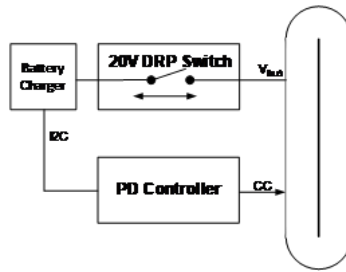 Battery
Charger
20V DRP Switch
Vbus
I2C
PD Controller
CC